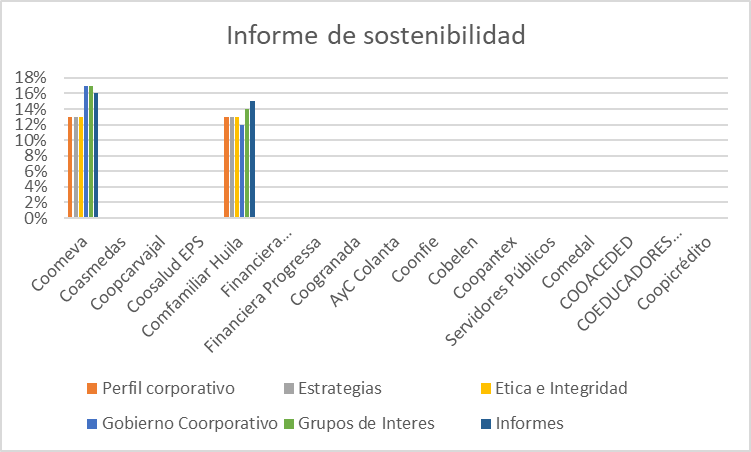 Informe de sostenibilidad
18%
16%
14%
12%
10%
8%
6%
4%
2%
0%
Coomeva
Coasmedas
Coopcarvajal
Coosalud EPS
Comfamiliar Huila
Financiera...
Financiera Progressa
Coogranada
AyC Colanta
Coonfie
Cobelen
Coopantex
Servidores Públicos
Comedal
COOACEDED
COEDUCADORES...
Coopicrédito
Perfil corporativo
Estrategias
Etica e Integridad
Gobierno Coorporativo
Grupos de Interes
Informes